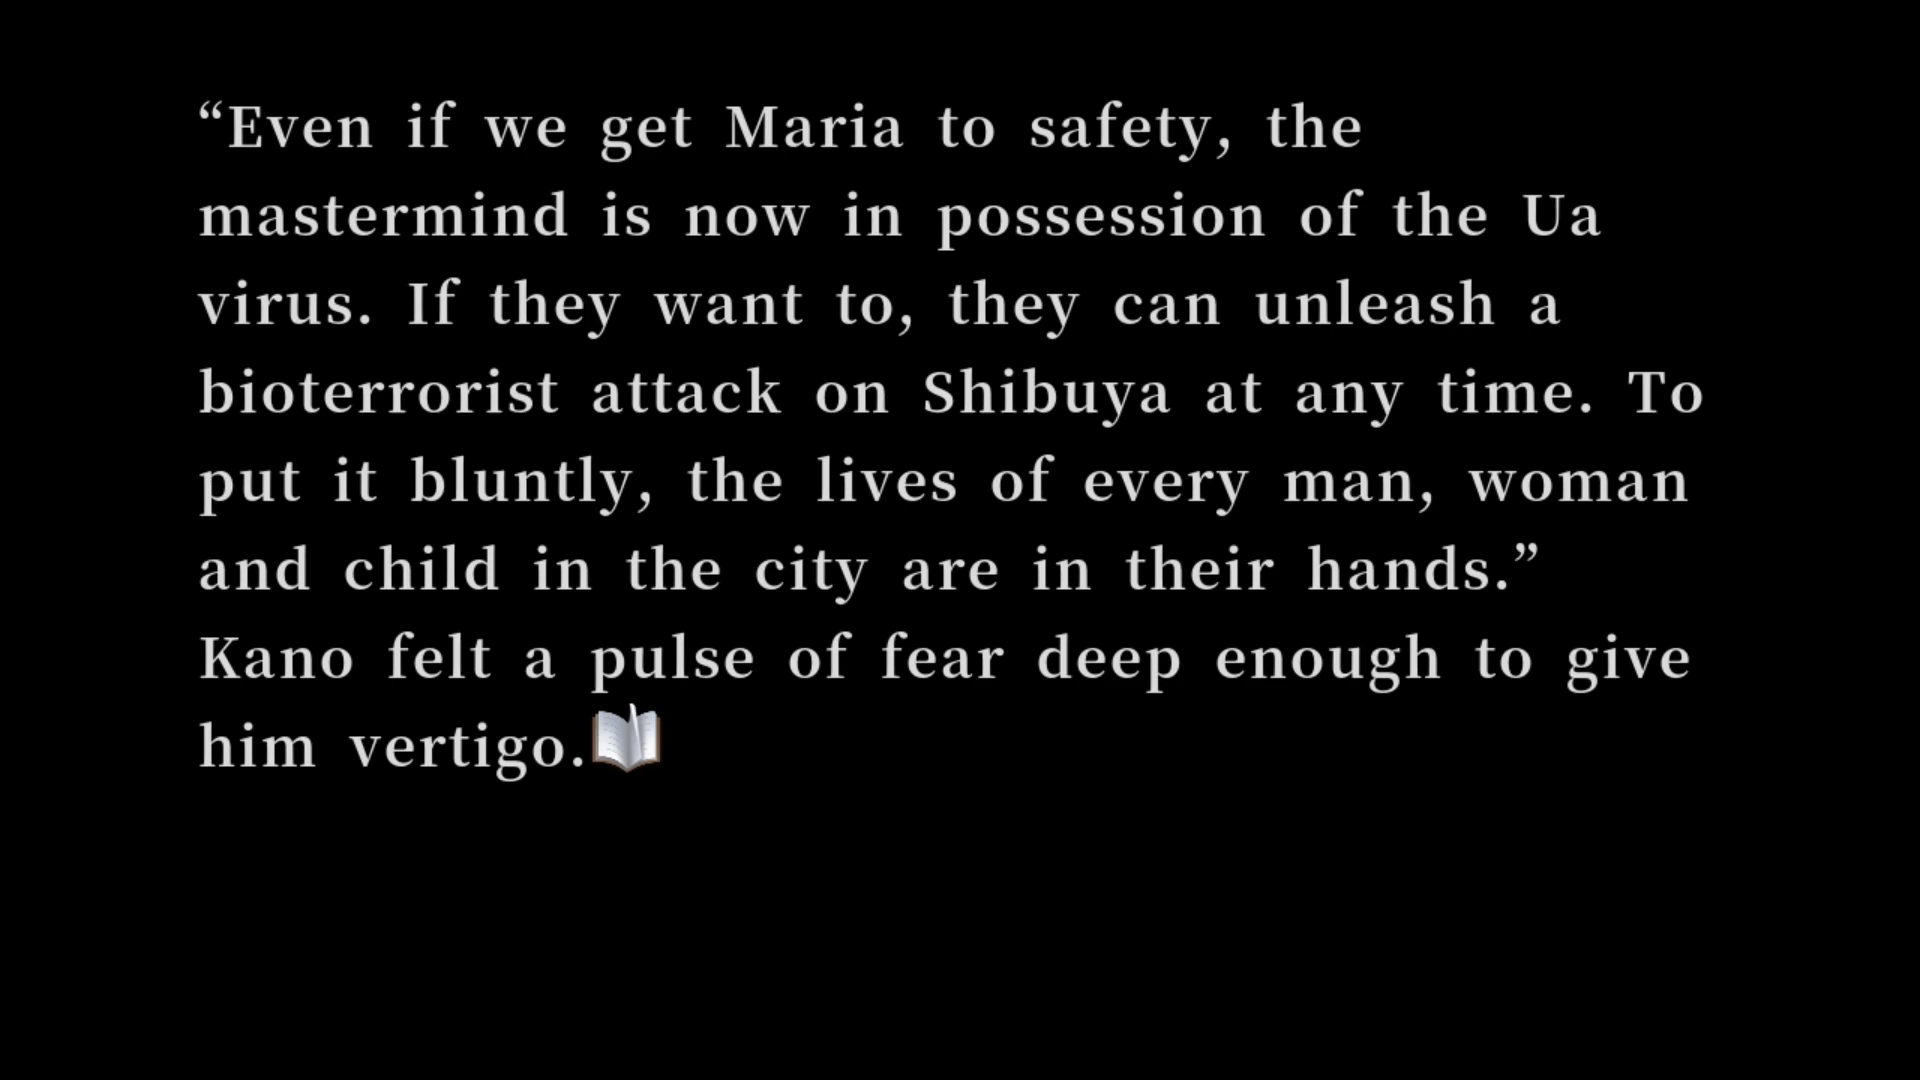 “Even if we get Maria to safety, the
mastermind is now in possession of the Ua
virus. If they want to, they can unleash a
bioterrorist attack on Shibuya at any time. To
put it bluntly, the lives of every man, woman
and child in the city are in their hands.”
Kano felt a pulse of fear deep enough to give
him vertigo.